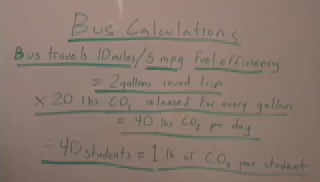 Bus Calculations
Bus travels 10 miles/5 mpg fuel efficiency
= 2 gallons round trip
× 20 lbs CO₂ released for every gallon
= 40 lbs CO₂ per day
÷ 40 students = 1 lb of CO₂ per student